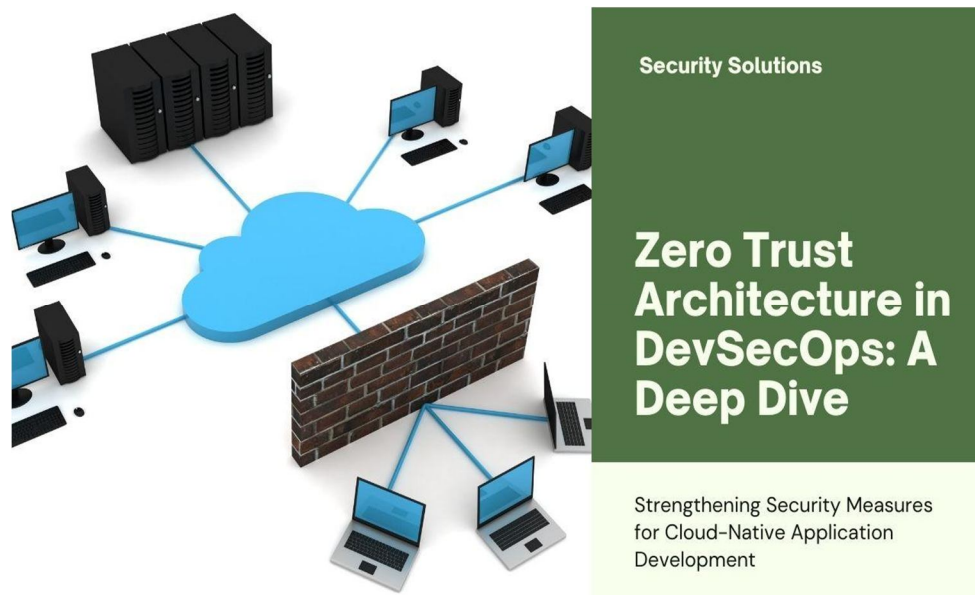 Security Solutions
Zero Trust
Architecture in
DevSecOps: A
Deep Dive
Strengthening Security Measures
for Cloud-Native Application
Development